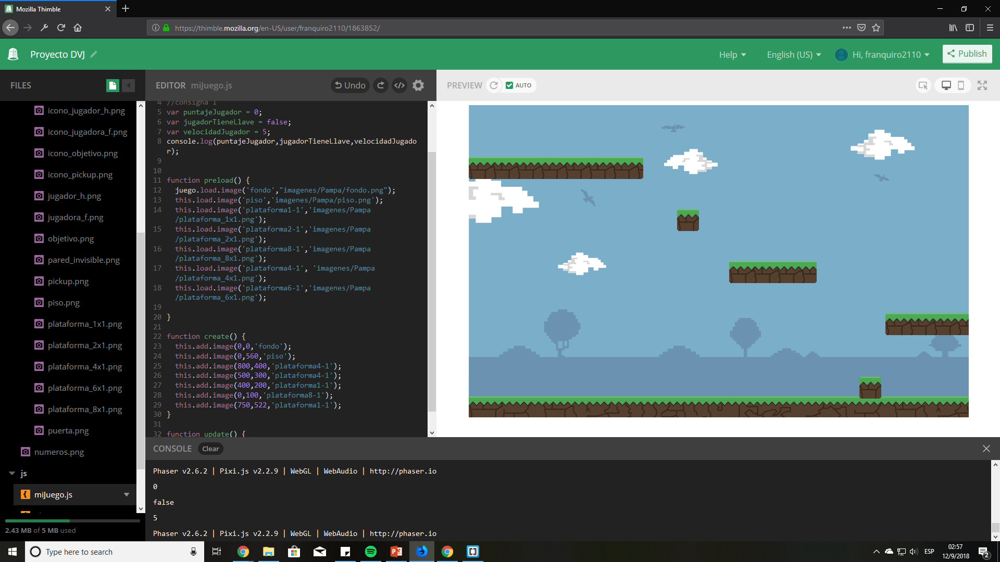 Mozilla Thimble
https://thimble.mozilla.org/en-US/user/franquiro2110/1863852/
Proyecto DVJ
Help
English (US)
Hi, franquiro2110
Publish
FILES
icono_jugador_h.png
icono_jugadora_f.png
icono_objetivo.png
icono_pickup.png
jugador_h.png
jugadora_f.png
objetivo.png
pared_invisible.png
pickup.png
piso.png
plataforma_1x1.png
plataforma_2x1.png
plataforma_4x1.png
plataforma_6x1.png
plataforma_8x1.png
puerta.png
numeros.png
js
miJuego.js
2.43 MB of 5 MB used
EDITOR miJuego.js
Undo
4 //consigna 1
5 var puntajeJugador = 0;
6 var jugadorTieneLlave = false;
7 var velocidadJugador = 5;
8 console.log(puntajeJugador,jugadorTieneLlave,velocidadJugado
r);
9
10
11 function preload() {
12 juego.load.image('fondo',"imagenes/Pampa/fondo.png");
13 this.load.image('piso','imagenes/Pampa/piso.png');
14 this.load.image('plataforma1-1','imagenes/Pampa
/plataforma_1x1.png');
15 this.load.image('plataforma2-1','imagenes/Pampa
/plataforma_2x1.png');
16 this.load.image('plataforma8-1','imagenes/Pampa
/plataforma_8x1.png');
17 this.load.image('plataforma4-1', 'imagenes/Pampa
/plataforma_4x1.png');
18 this.load.image('plataforma6-1','imagenes/Pampa
/plataforma_6x1.png');
19
20 }
21
22 function create() {
23 this.add.image(0,0,'fondo');
24 this.add.image(0,560,'piso');
25 this.add.image(800,400,'plataforma4-1');
26 this.add.image(500,300,'plataforma4-1');
27 this.add.image(400,200,'plataforma1-1');
28 this.add.image(0,100,'plataforma8-1');
29 this.add.image(750,522,'plataforma1-1');
30 }
31
32 function update() {
PREVIEW
AUTO
CONSOLE
Clear
Phaser v2.6.2 | Pixi.js v2.2.9 | WebGL | WebAudio | http://phaser.io
0
false
5
Phaser v2.6.2 | Pixi.js v2.2.9 | WebGL | WebAudio | http://phaser.io
Type here to search
ESP
02:57
12/9/2018
2